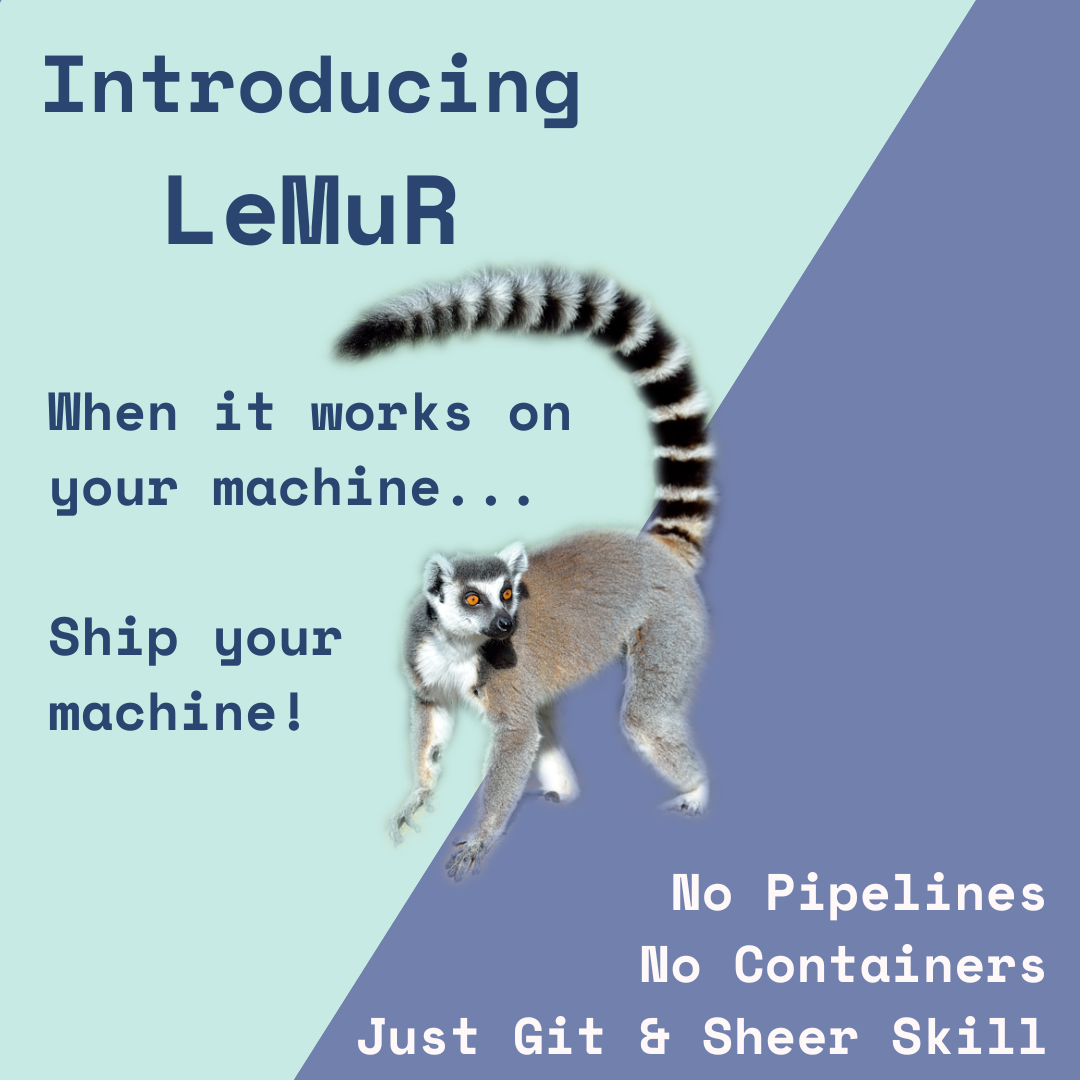 Introducing
LeMuR
When it works on
your machine...
Ship your
machine!
No Pipelines
No Containers
Just Git & Sheer Skill